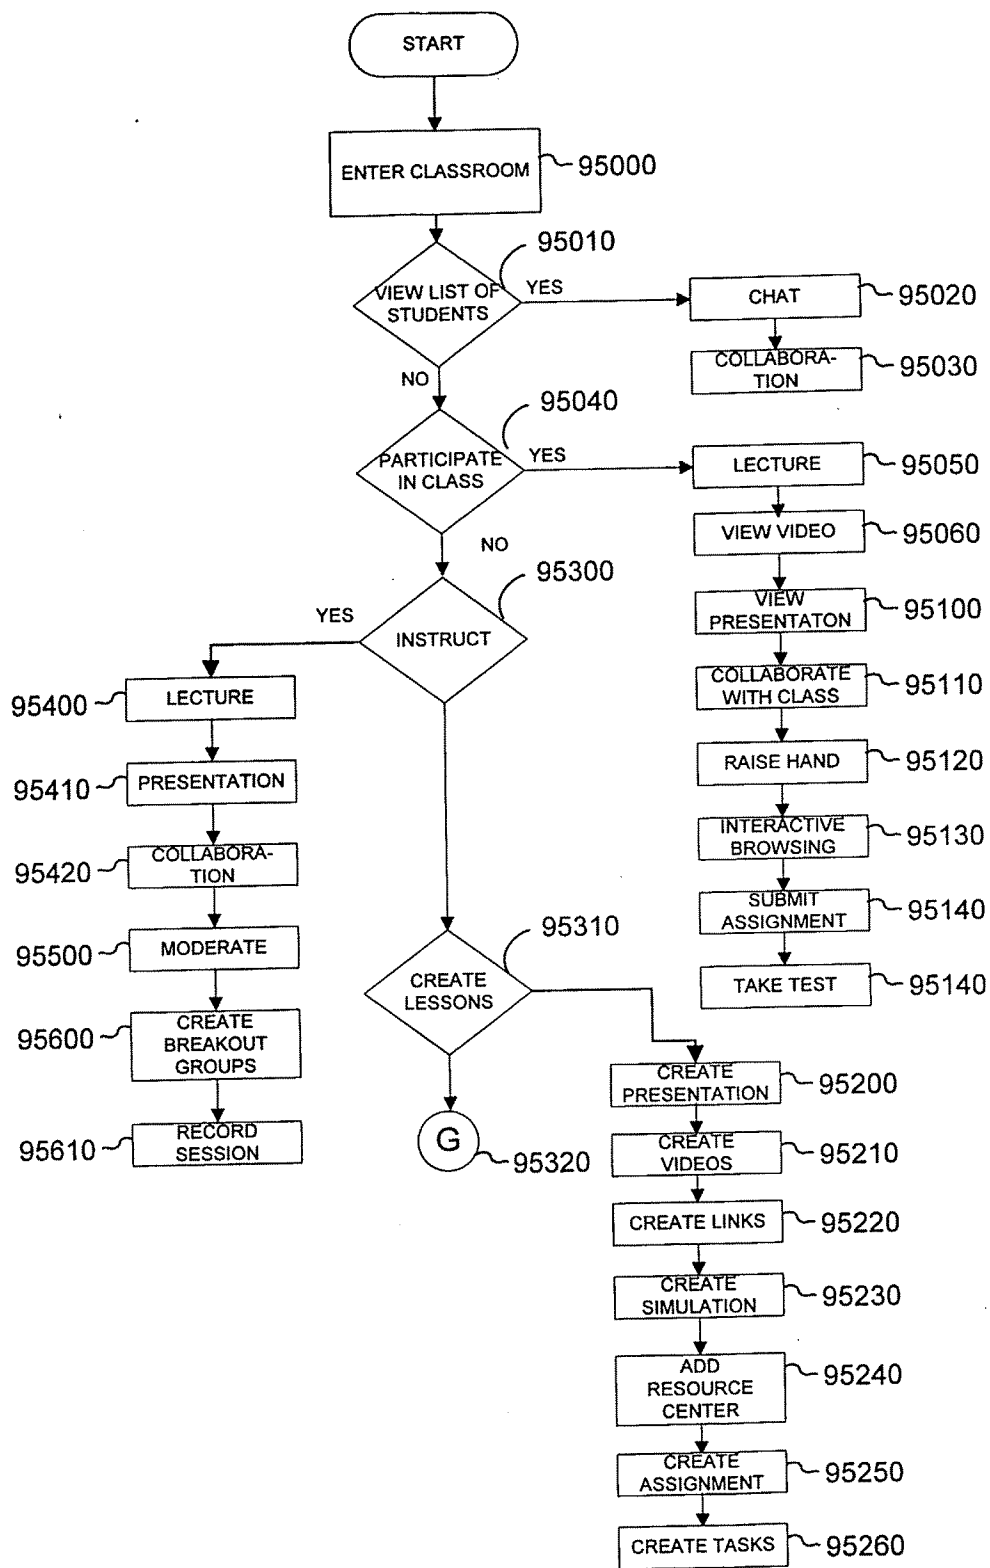 START
ENTER CLASSROOM
95000
95010
VIEW LIST OF
STUDENTS
YES
CHAT
95020
COLLABORA-
TION
95030
NO
95040
PARTICIPATE
IN CLASS
YES
LECTURE
95050
VIEW VIDEO
95060
VIEW
PRESENTATON
95100
COLLABORATE
WITH CLASS
95110
RAISE HAND
95120
INTERACTIVE
BROWSING
95130
SUBMIT
ASSIGNMENT
95140
TAKE TEST
95140
NO
95300
INSTRUCT
YES
95400
LECTURE
95410
PRESENTATION
95420
COLLABORA-
TION
95500
MODERATE
95600
CREATE
BREAKOUT
GROUPS
95610
RECORD
SESSION
95310
CREATE
LESSONS
G
95320
CREATE
PRESENTATION
95200
CREATE
VIDEOS
95210
CREATE LINKS
95220
CREATE
SIMULATION
95230
ADD
RESOURCE
CENTER
95240
CREATE
ASSIGNMENT
95250
CREATE TASKS
95260